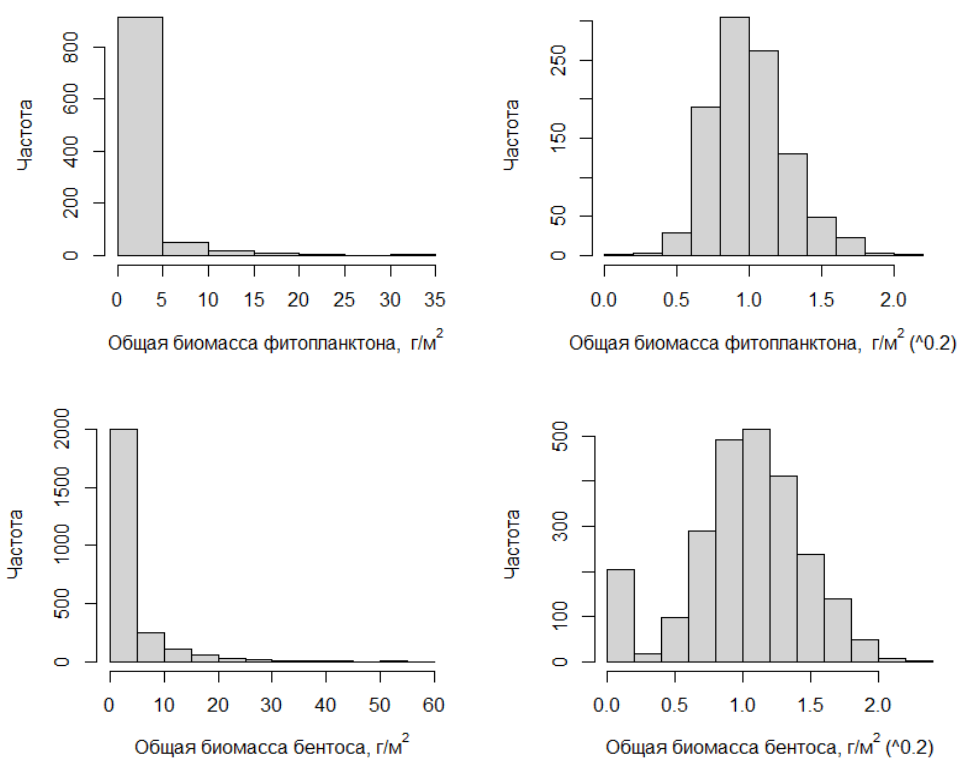 Частота
0 200 400 600 800
0 5 10 15 20 25 30 35
Общая биомасса фитопланктона, г/м²
Частота
50 150 250
0.0 0.5 1.0 1.5 2.0
Общая биомасса фитопланктона, г/м² (^0.2)
Частота
0 500 1000 1500 2000
0 10 20 30 40 50 60
Общая биомасса бентоса, г/м²
Частота
0 100 300 500
0.0 0.5 1.0 1.5 2.0
Общая биомасса бентоса, г/м² (^0.2)